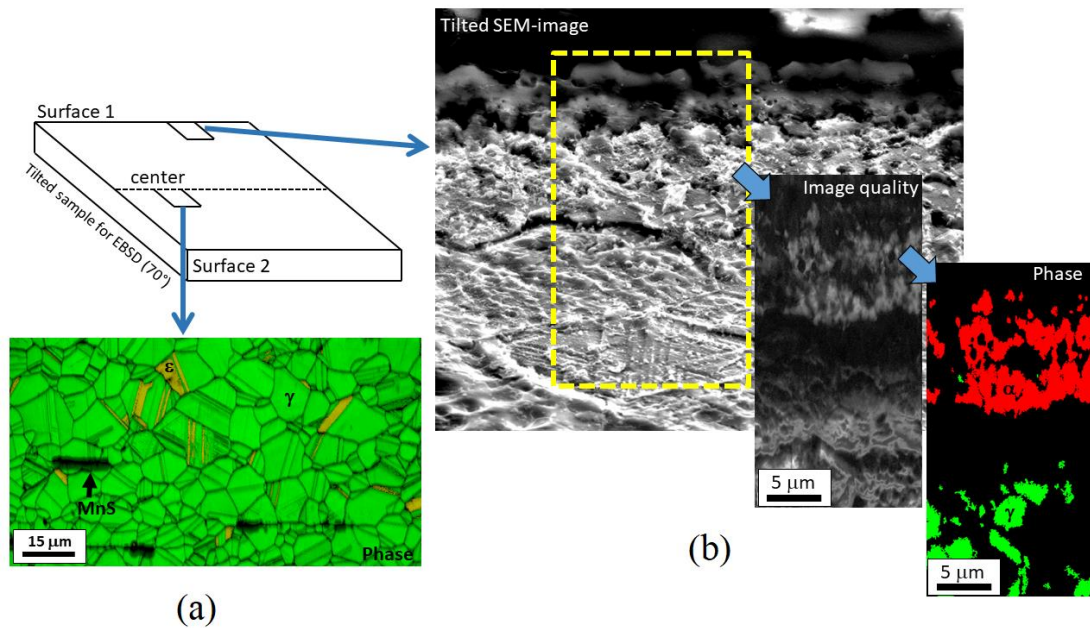 Tilted SEM-image
Surface 1
center
Tilted sample for EBSD (70°)
Surface 2
Image quality
Phase
ε
γ
MnS
15 μm
Phase
α
γ
5 μm
5 μm
(a)
(b)